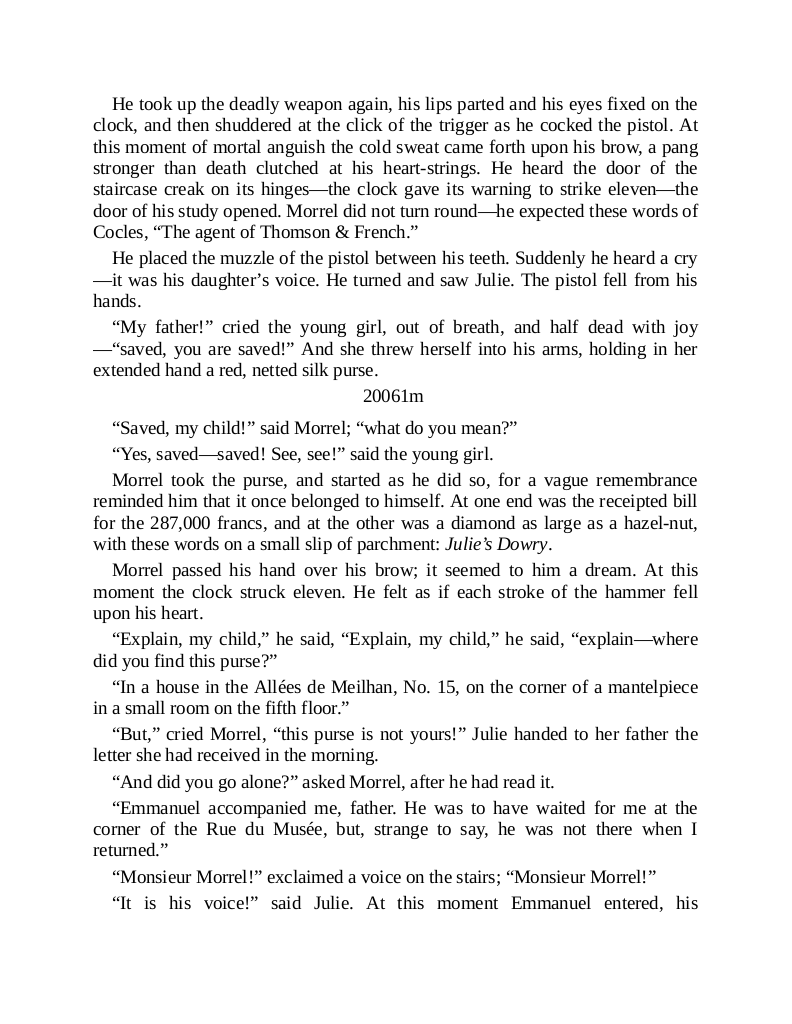 He took up the deadly weapon again, his lips parted and his eyes fixed on the
clock, and then shuddered at the click of the trigger as he cocked the pistol. At
this moment of mortal anguish the cold sweat came forth upon his brow, a pang
stronger than death clutched at his heart-strings. He heard the door of the
staircase creak on its hinges—the clock gave its warning to strike eleven—the
door of his study opened. Morrel did not turn round—he expected these words of
Cocles, “The agent of Thomson & French.”
He placed the muzzle of the pistol between his teeth. Suddenly he heard a cry
—it was his daughter’s voice. He turned and saw Julie. The pistol fell from his
hands.
“My father!” cried the young girl, out of breath, and half dead with joy
—“saved, you are saved!” And she threw herself into his arms, holding in her
extended hand a red, netted silk purse.
20061m
“Saved, my child!” said Morrel; “what do you mean?”
“Yes, saved—saved! See, see!” said the young girl.
Morrel took the purse, and started as he did so, for a vague remembrance
reminded him that it once belonged to himself. At one end was the receipted bill
for the 287,000 francs, and at the other was a diamond as large as a hazel-nut,
with these words on a small slip of parchment: Julie’s Dowry.
Morrel passed his hand over his brow; it seemed to him a dream. At this
moment the clock struck eleven. He felt as if each stroke of the hammer fell
upon his heart.
“Explain, my child,” he said, “Explain, my child,” he said, “explain—where
did you find this purse?”
“In a house in the Allées de Meilhan, No. 15, on the corner of a mantelpiece
in a small room on the fifth floor.”
“But,” cried Morrel, “this purse is not yours!” Julie handed to her father the
letter she had received in the morning.
“And did you go alone?” asked Morrel, after he had read it.
“Emmanuel accompanied me, father. He was to have waited for me at the
corner of the Rue du Musée, but, strange to say, he was not there when I
returned.”
“Monsieur Morrel!” exclaimed a voice on the stairs; “Monsieur Morrel!”
“It is his voice!” said Julie. At this moment Emmanuel entered, his